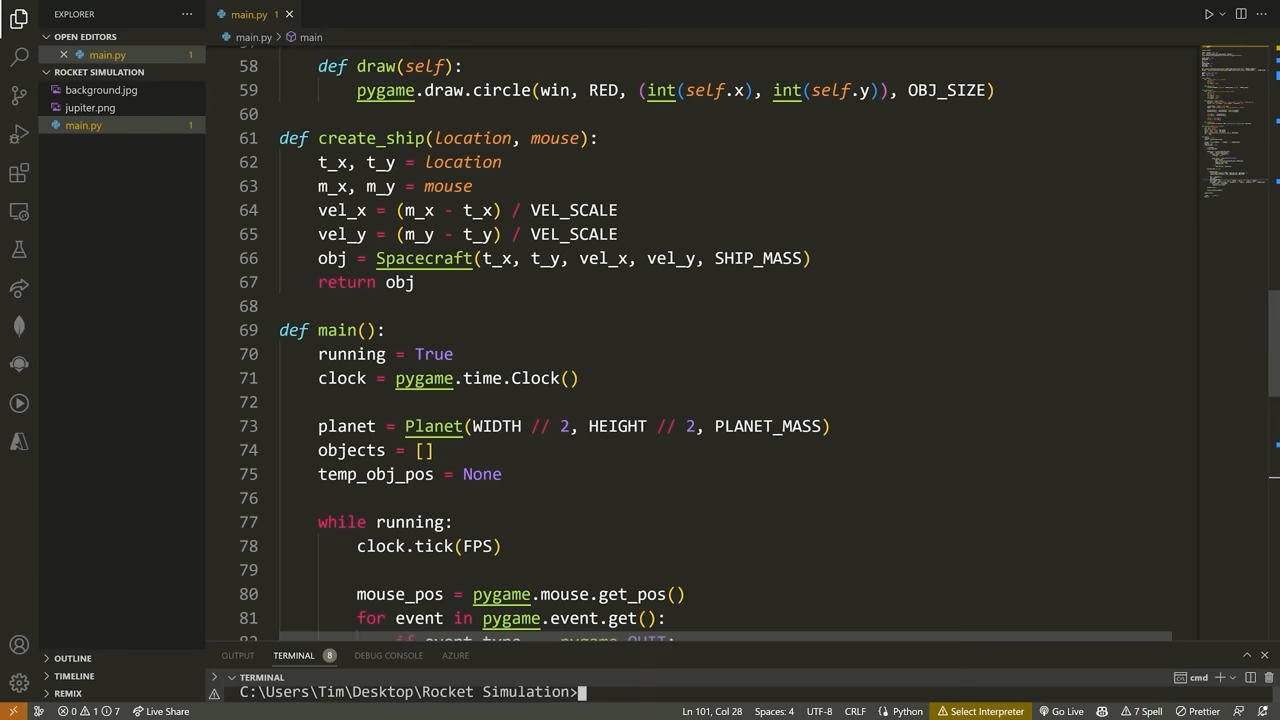 EXPLORER
OPEN EDITORS
main.py 1
ROCKET SIMULATION
background.jpg
jupiter.png
main.py 1
OUTLINE
TIMELINE
REMIX
main.py 1
main.py > main
58 def draw(self):
59 pygame.draw.circle(win, RED, (int(self.x), int(self.y)), OBJ_SIZE)
60
61 def create_ship(location, mouse):
62 t_x, t_y = location
63 m_x, m_y = mouse
64 vel_x = (m_x - t_x) / VEL_SCALE
65 vel_y = (m_y - t_y) / VEL_SCALE
66 obj = Spacecraft(t_x, t_y, vel_x, vel_y, SHIP_MASS)
67 return obj
68
69 def main():
70 running = True
71 clock = pygame.time.Clock()
72
73 planet = Planet(WIDTH // 2, HEIGHT // 2, PLANET_MASS)
74 objects = []
75 temp_obj_pos = None
76
77 while running:
78 clock.tick(FPS)
79
80 mouse_pos = pygame.mouse.get_pos()
81 for event in pygame.event.get():
OUTPUT TERMINAL 8 DEBUG CONSOLE AZURE
TERMINAL
cmd
C:\Users\Tim\Desktop\Rocket Simulation>
0 1 7 Live Share Ln 101, Col 28 Spaces: 4 UTF-8 CRLF Python Select Interpreter Go Live 7 Spell Prettier